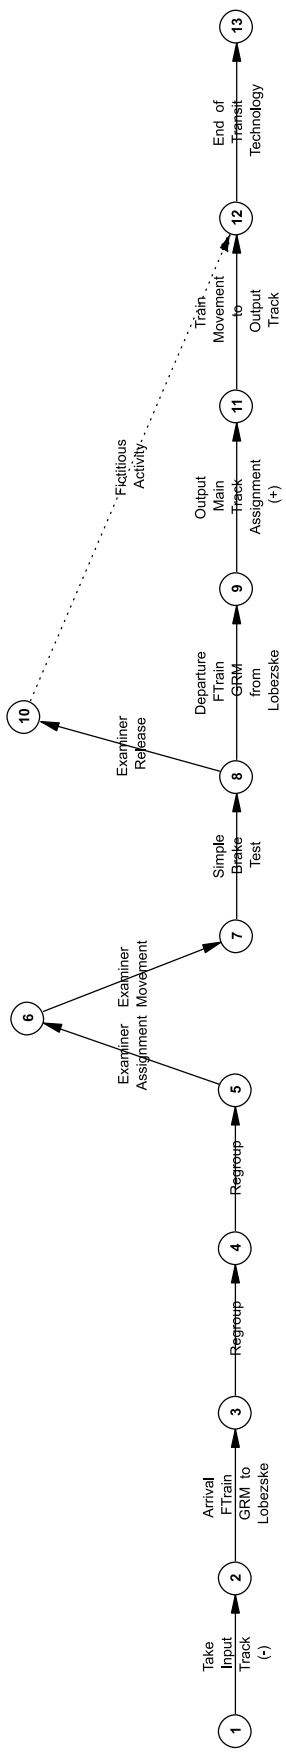 1
Take
Input
Track
(-)
2
Arrival
FTrain
GRM to
Lobezske
3
Regroup
4
Regroup
5
Examiner
Assignment
6
Examiner
Movement
7
Simple
Brake
Test
8
Examiner
Release
10
Fictitious
Activity
Departure
FTrain
GRM
from
Lobezske
9
Output
Main
Track
Assignment
(+)
11
Train
Movement
to
Output
Track
12
End of
Transit
Technology
13